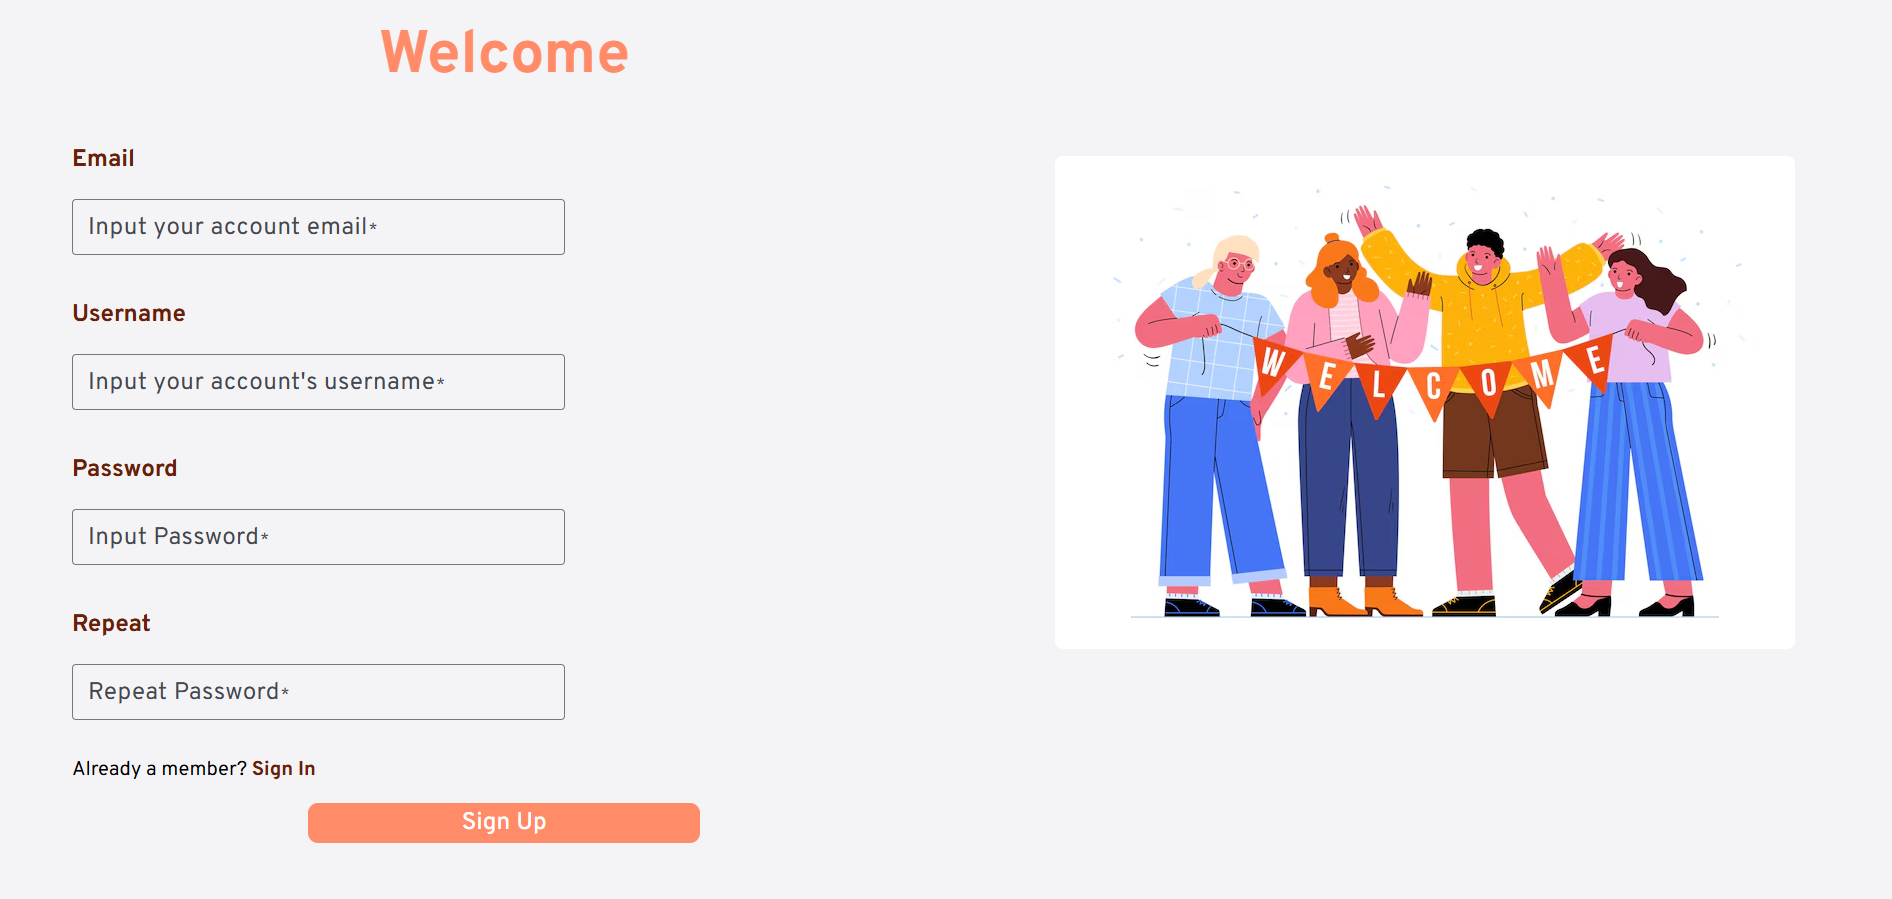 Welcome
Email
Input your account email*
Username
Input your account's username*
Password
Input Password*
Repeat
Repeat Password*
Already a member? Sign In
Sign Up
WELCOME